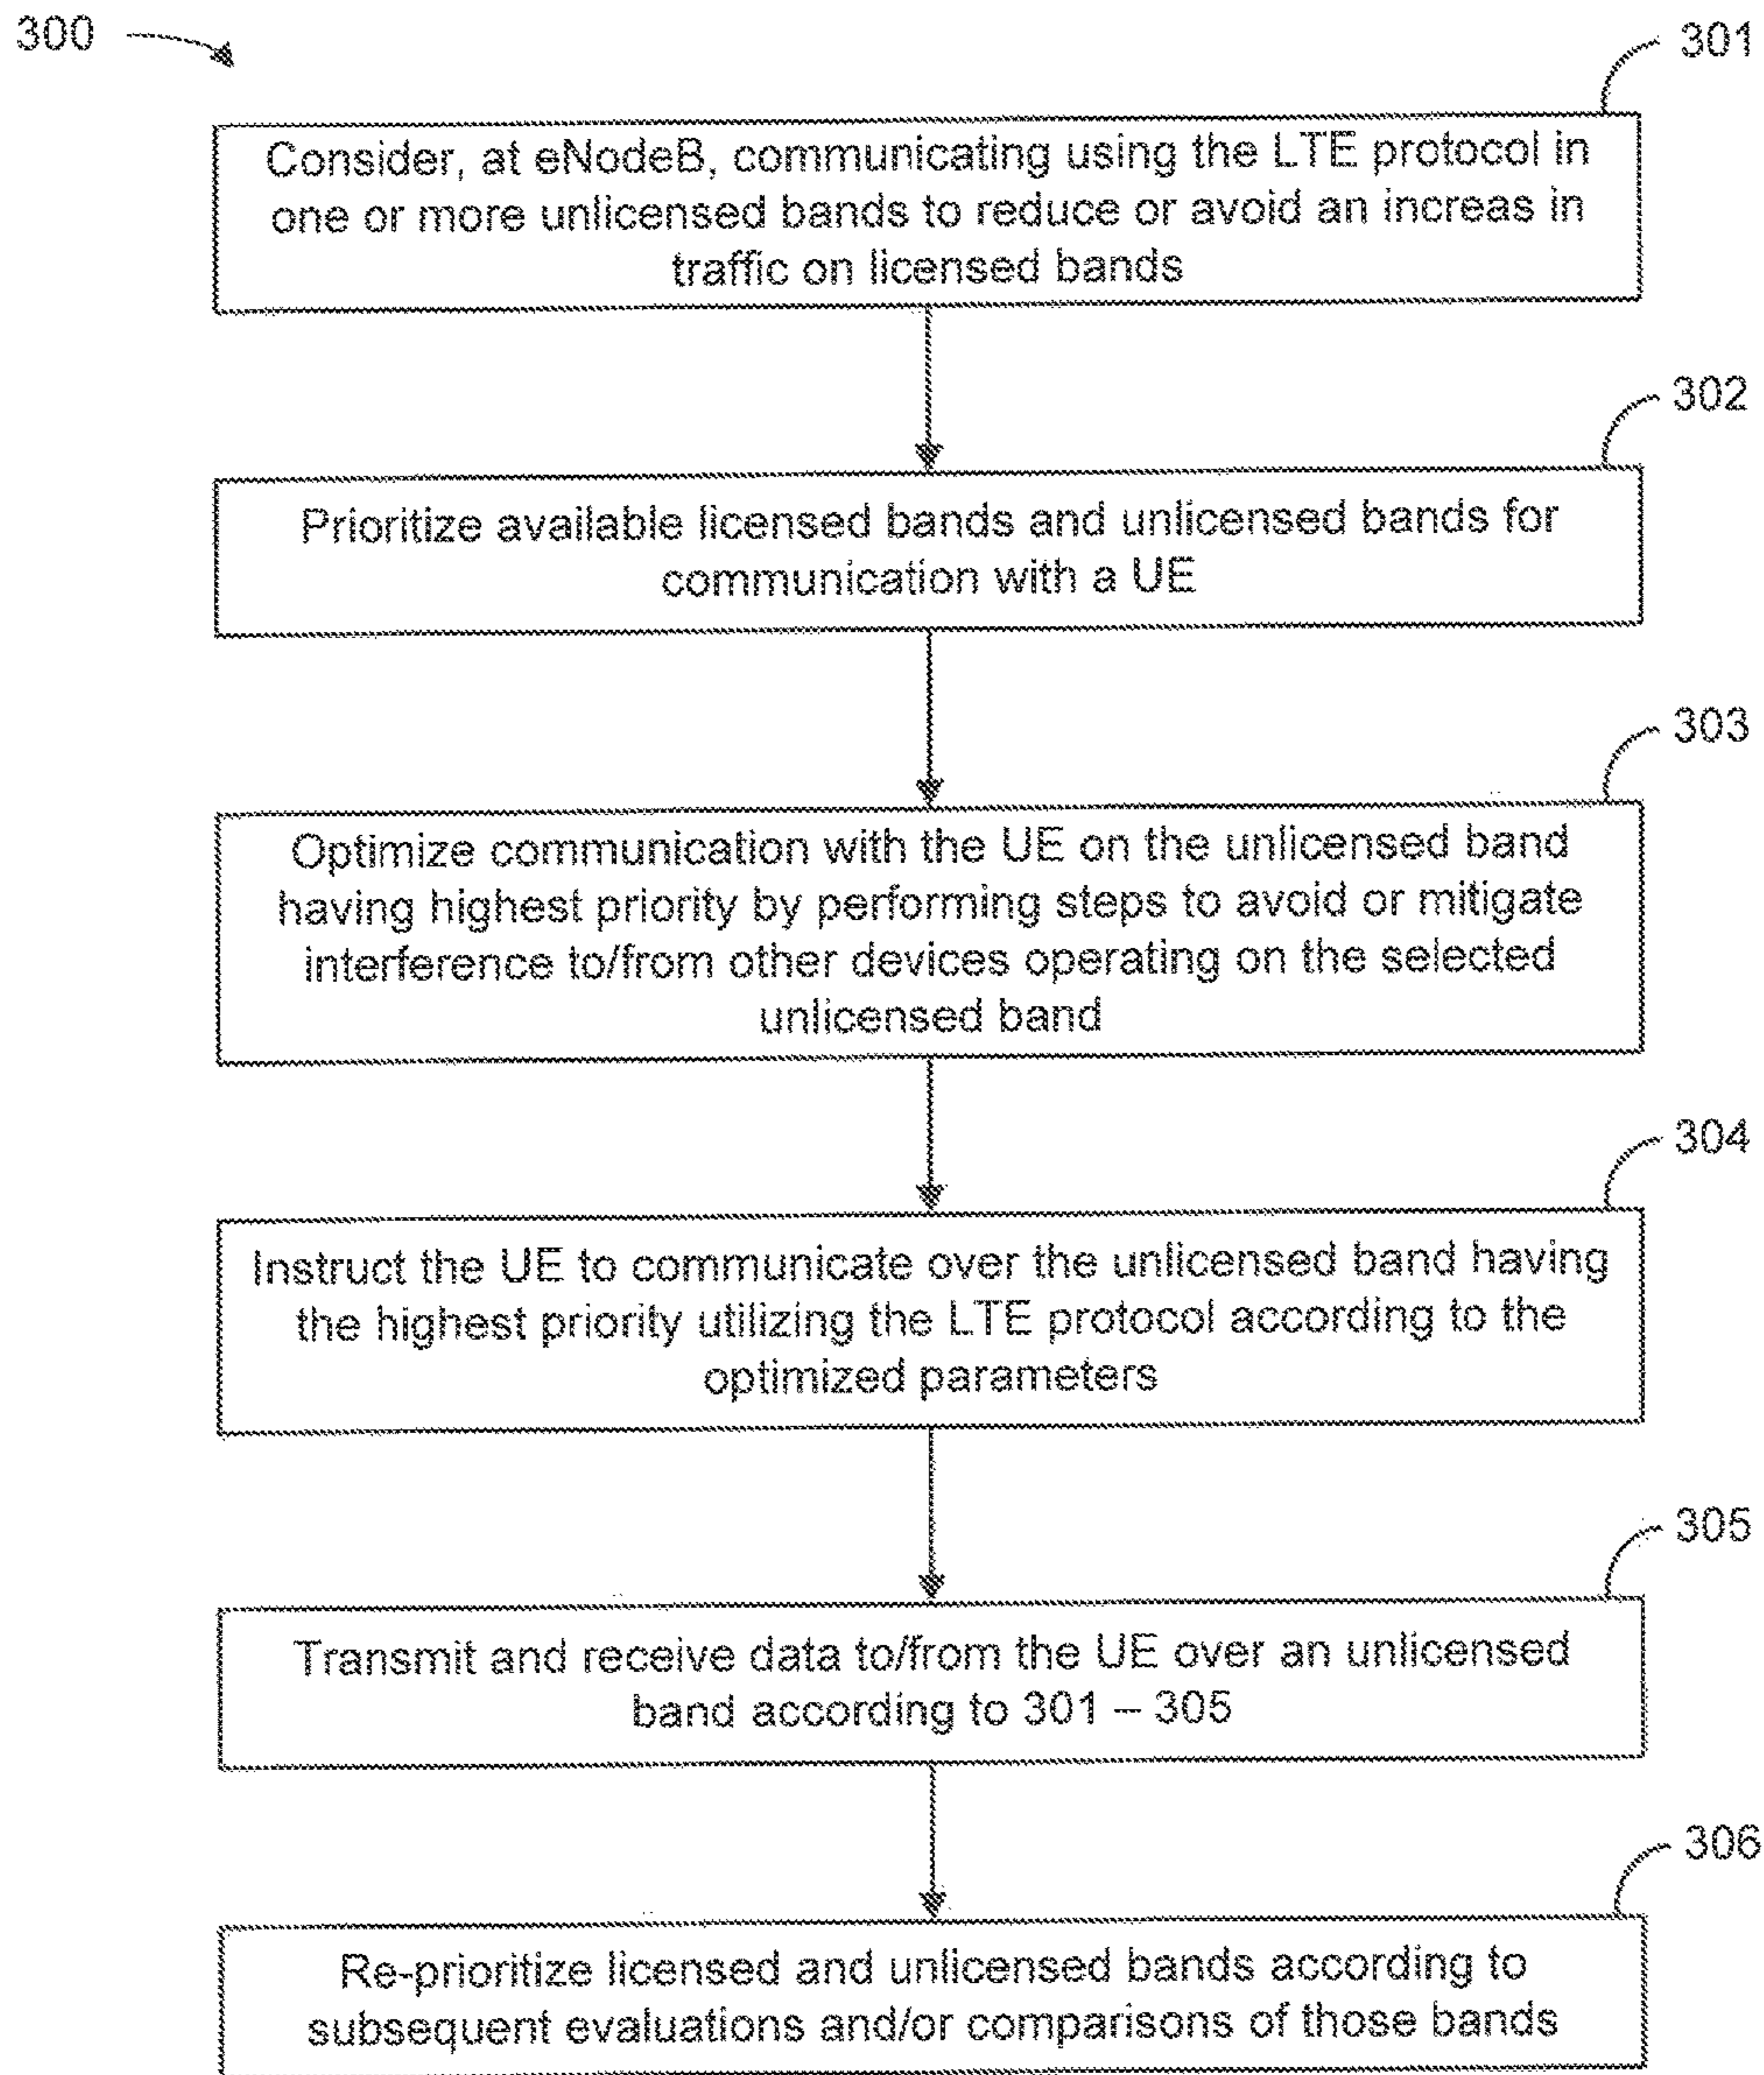 300
301
Consider, at eNodeB, communicating using the LTE protocol in
one or more unlicensed bands to reduce or avoid an increas in
traffic on licensed bands
302
Prioritize available licensed bands and unlicensed bands for
communication with a UE
303
Optimize communication with the UE on the unlicensed band
having highest priority by performing steps to avoid or mitigate
interference to/from other devices operating on the selected
unlicensed band
304
Instruct the UE to communicate over the unlicensed band having
the highest priority utilizing the LTE protocol according to the
optimized parameters
305
Transmit and receive data to/from the UE over an unlicensed
band according to 301 – 305
306
Re-prioritize licensed and unlicensed bands according to
subsequent evaluations and/or comparisons of those bands